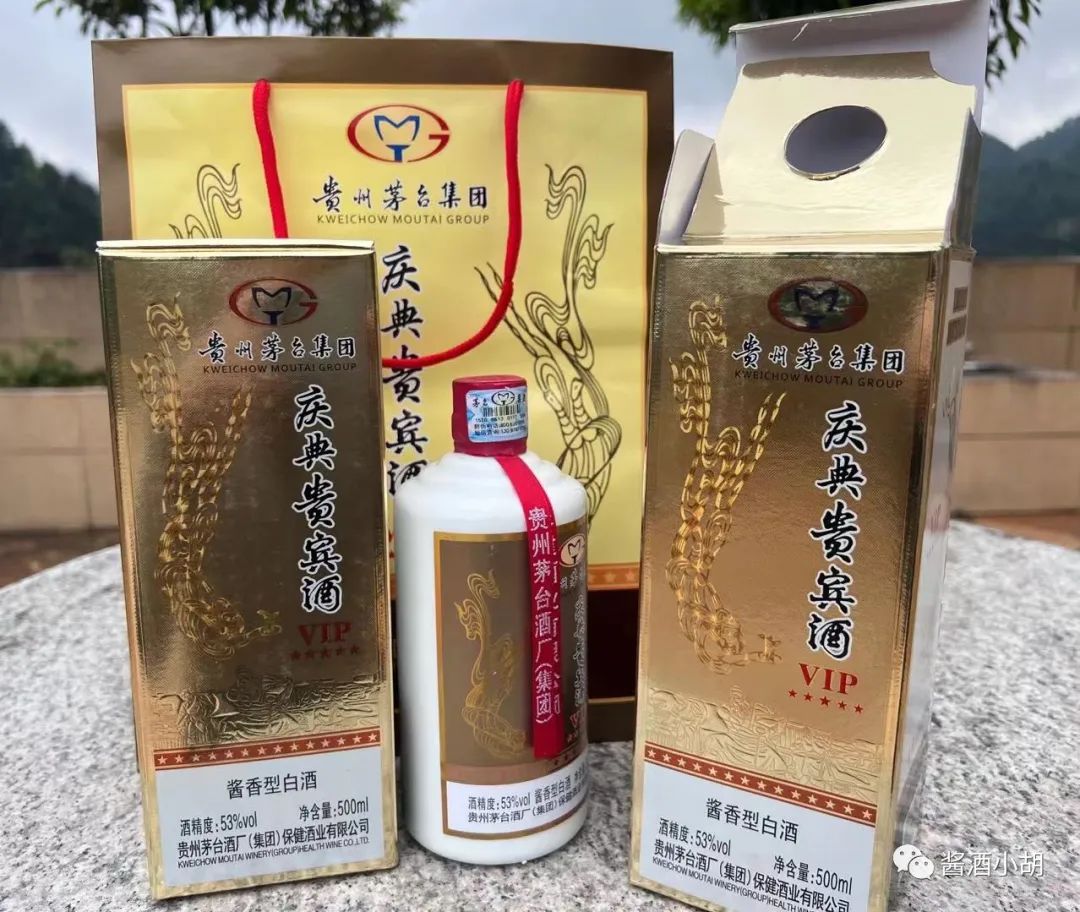 贵州茅台集团
KWEICHOW MOUTAI GROUP
庆典贵宾酒
贵州茅台集团
KWEICHOW MOUTAI GROUP
庆典贵宾酒
VIP
酱香型白酒
酒精度:53%vol 净含量:500ml
贵州茅台酒厂(集团)保健酒业有限公司
KWEICHOW MOUTAI WINERY(GROUP)HEALTH WINE CO.,LTD.
贵州茅台酒厂(集团)
VIP
酒精度:53%vol 酱香型白酒
贵州茅台酒厂(集团)保健酒业有限
贵州茅台集团
KWEICHOW MOUTAI GROUP
庆典贵宾酒
VIP
酱香型白酒
酒精度:53%vol 净含量:500ml
贵州茅台酒厂(集团)保健酒业有限公司
KWEICHOW MOUTAI WINERY(GROUP)HEALTH WINE
酱酒小胡